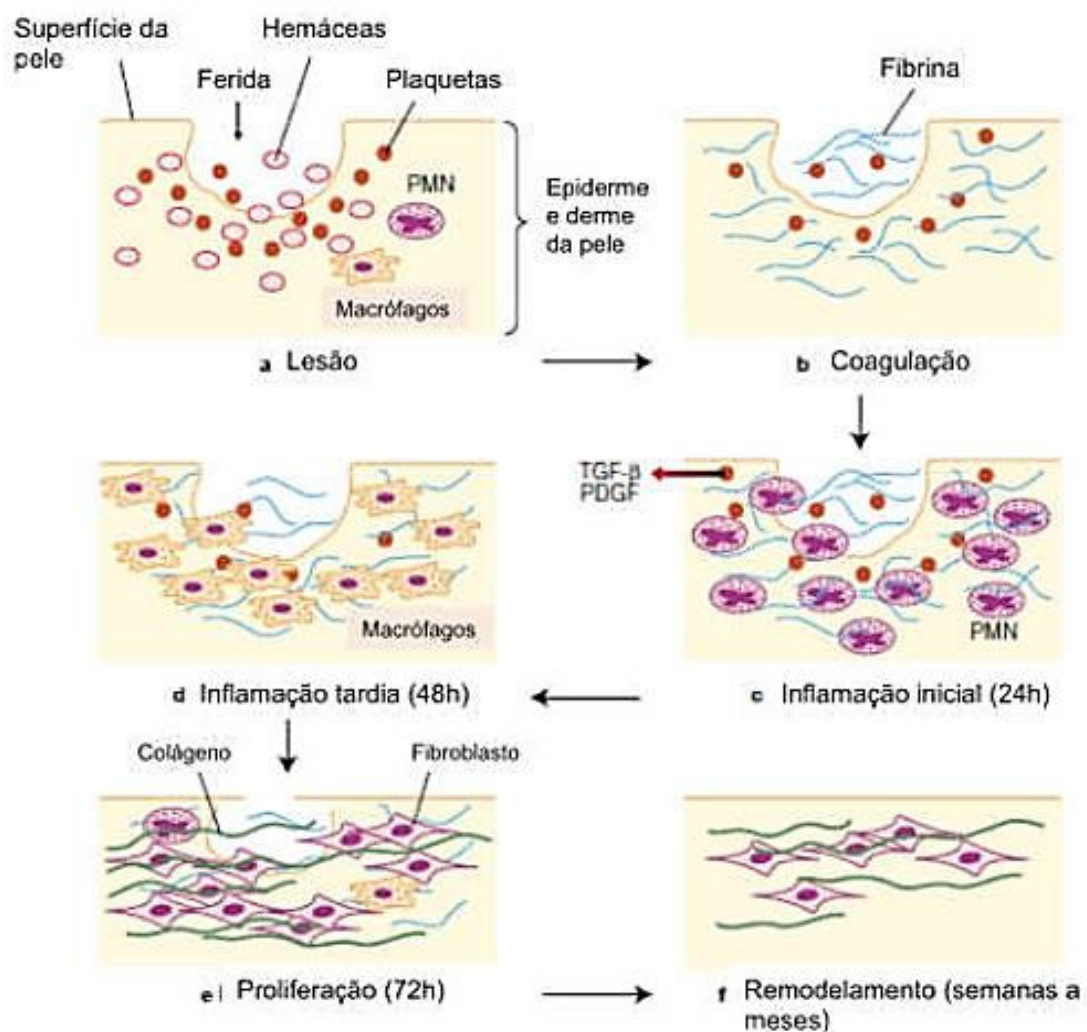 Superfície da
pele
Hemáceas
Ferida
Plaquetas
PMN
Macrófagos
Epiderme
e derme
da pele
a Lesão
Fibrina
b Coagulação
TGF-β
PDGF
PMN
c Inflamação inicial (24h)
Macrófagos
d Inflamação tardia (48h)
Colágeno
Fibroblasto
e Proliferação (72h)
f Remodelamento (semanas a
meses)